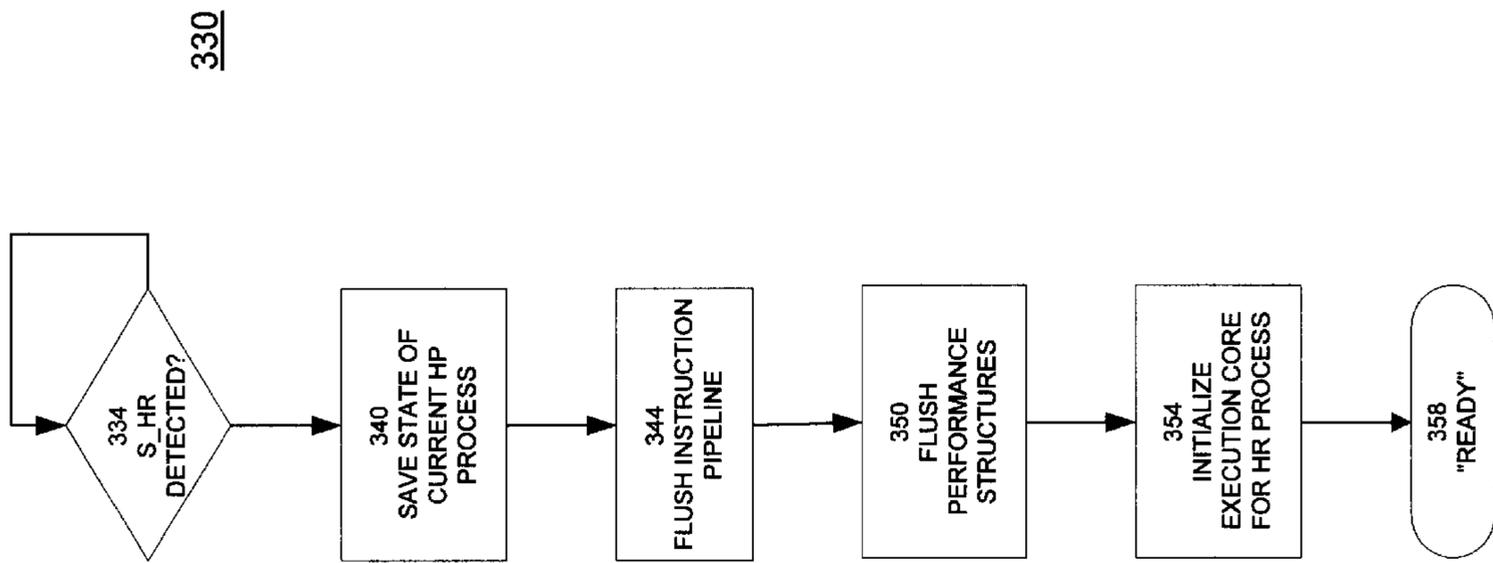 330
334
S_HR
DETECTED?
340
SAVE STATE OF
CURRENT HP
PROCESS
344
FLUSH INSTRUCTION
PIPELINE
350
FLUSH
PERFORMANCE
STRUCTURES
354
INITIALIZE
EXECUTION CORE
FOR HR PROCESS
358
"READY"